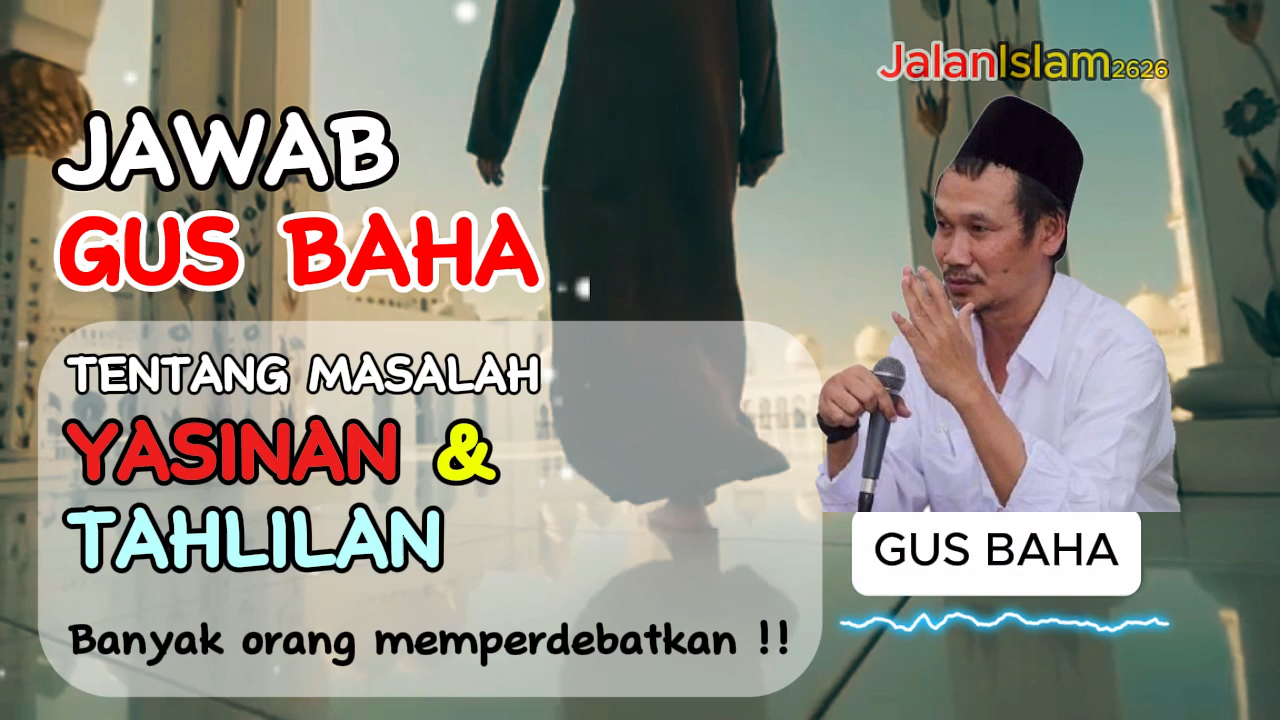 JalanIslam2626
JAWAB
GUS BAHA
TENTANG MASALAH
YASINAN &
TAHLILAN
Banyak orang memperdebatkan !!
GUS BAHA